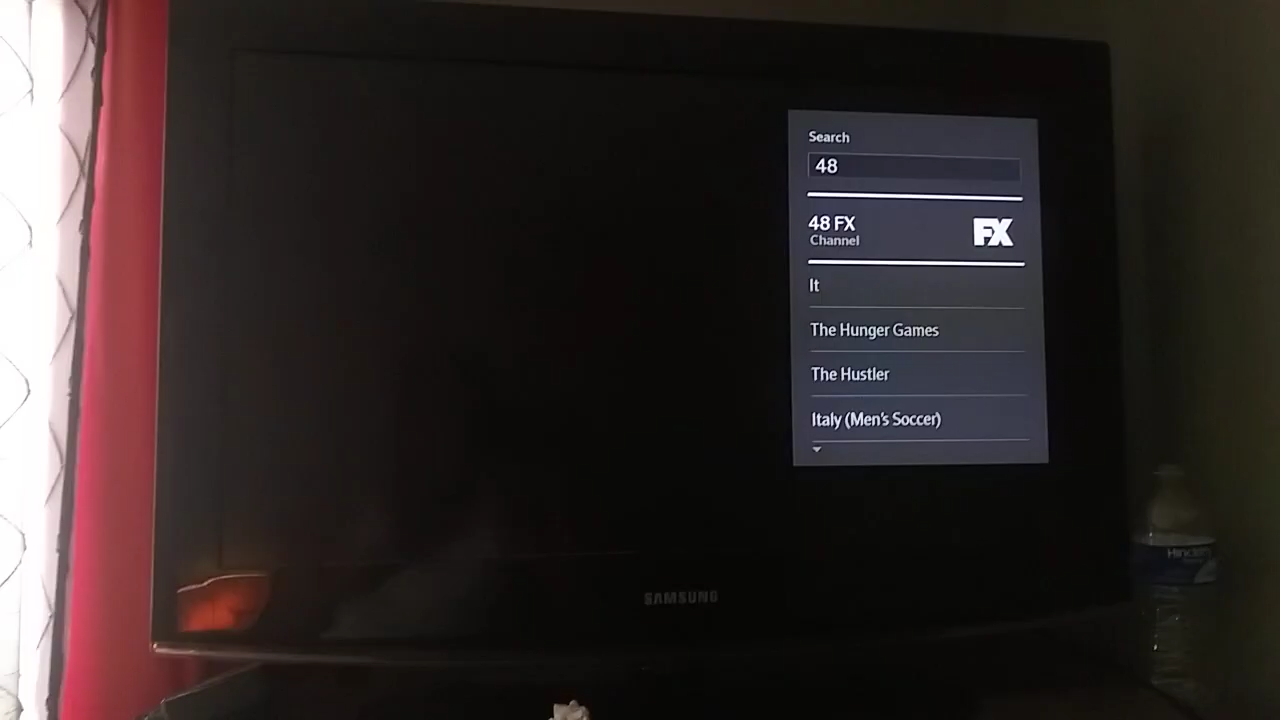 Search
48
48 FX
Channel
FX
It
The Hunger Games
The Hustler
Italy (Men's Soccer)
SAMSUNG